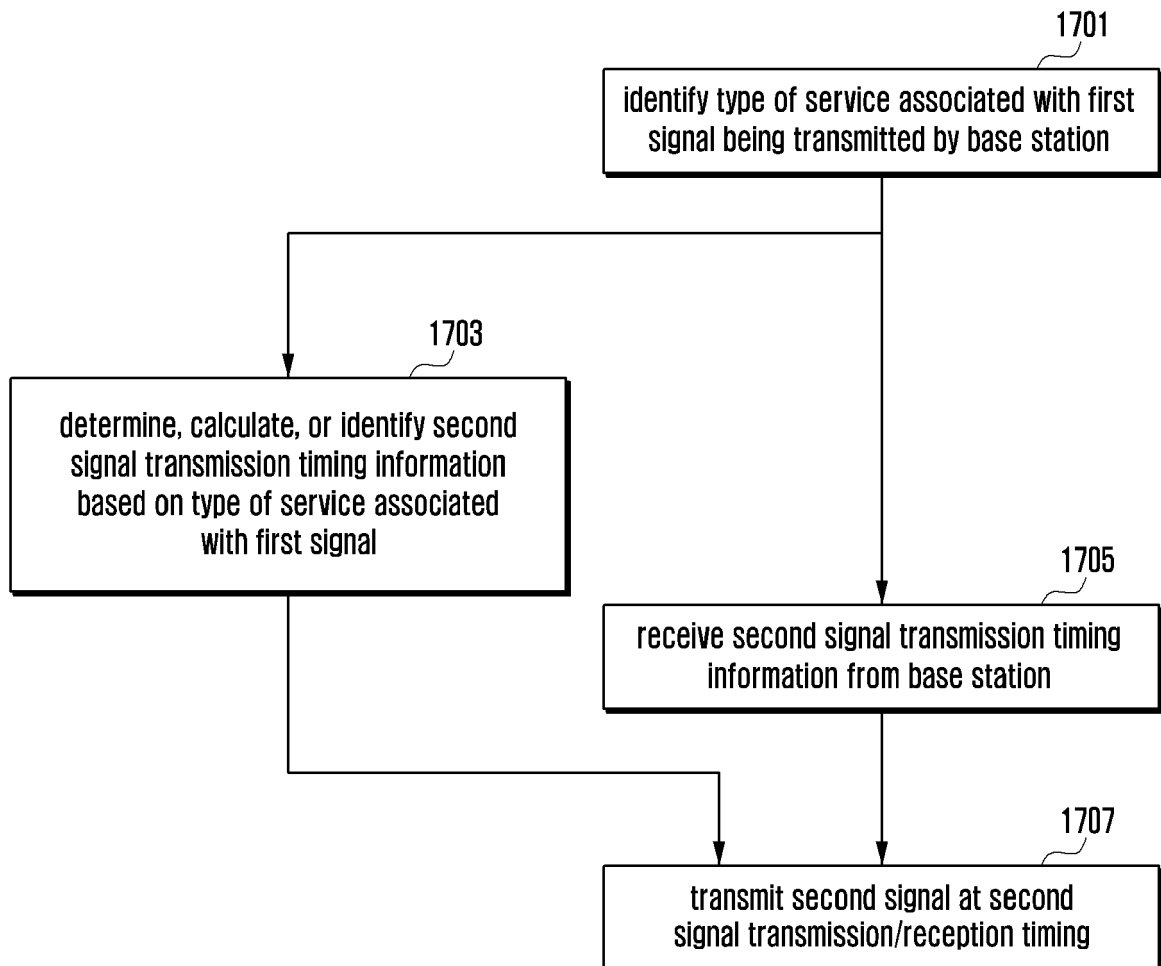 1701
identify type of service associated with first
signal being transmitted by base station
1703
determine, calculate, or identify second
signal transmission timing information
based on type of service associated
with first signal
1705
receive second signal transmission timing
information from base station
1707
transmit second signal at second
signal transmission/reception timing